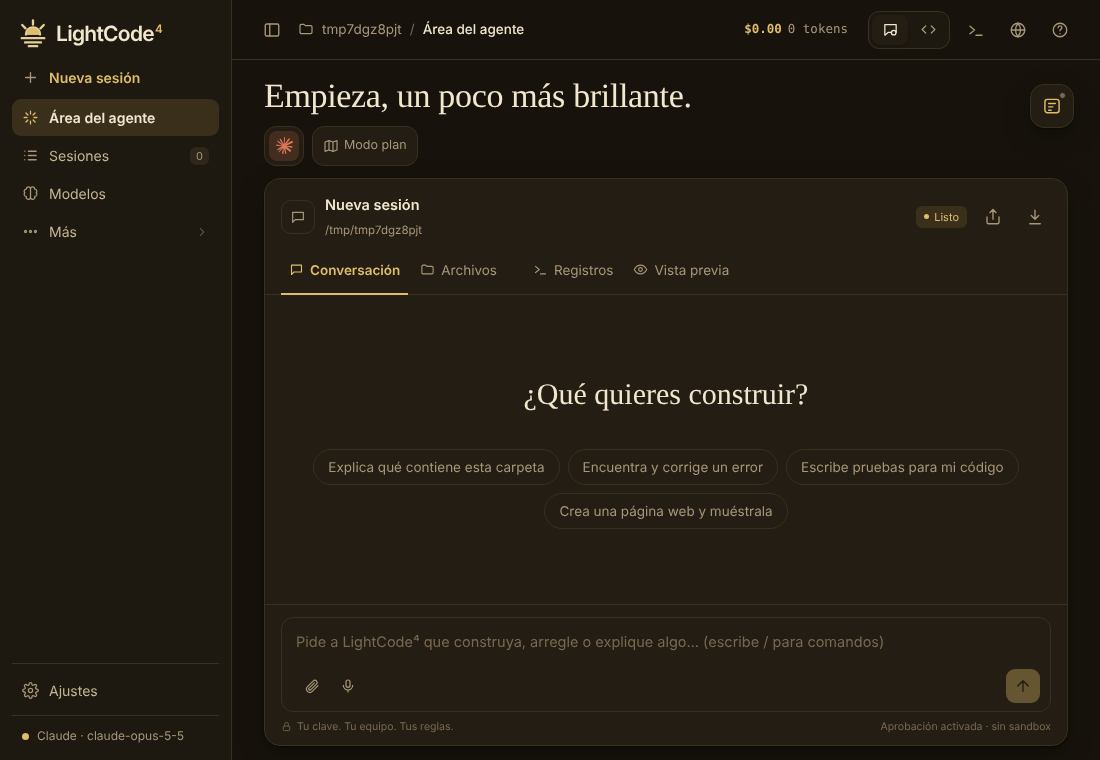 LightCode⁴
Nueva sesión
Área del agente
Sesiones 0
Modelos
Más
Ajustes
Claude · claude-opus-5-5
tmp7dgz8pjt / Área del agente
$0.00 0 tokens
Empieza, un poco más brillante.
Modo plan
Nueva sesión
/tmp/tmp7dgz8pjt
Listo
Conversación Archivos Registros Vista previa
¿Qué quieres construir?
Explica qué contiene esta carpeta Encuentra y corrige un error Escribe pruebas para mi código
Crea una página web y muéstrala
Pide a LightCode⁴ que construya, arregle o explique algo... (escribe / para comandos)
Tu clave. Tu equipo. Tus reglas.
Aprobación activada · sin sandbox